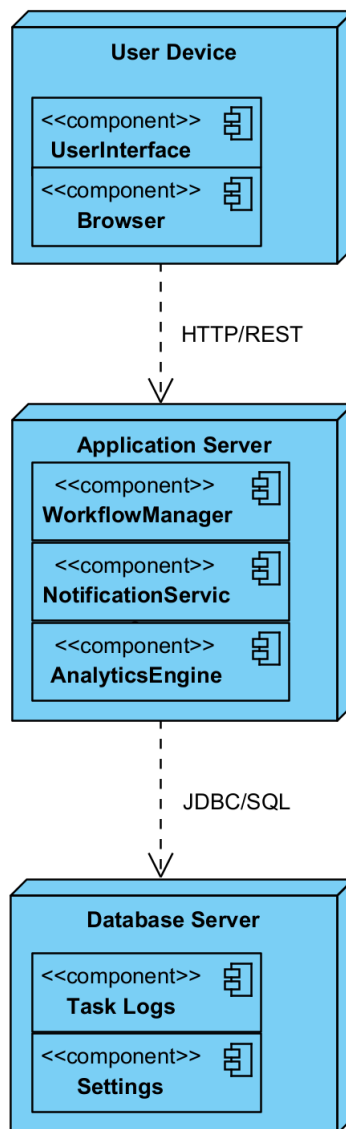 User Device
<<component>>
UserInterface
<<component>>
Browser
HTTP/REST
Application Server
<<component>>
WorkflowManager
<<component>>
NotificationServic
<<component>>
AnalyticsEngine
JDBC/SQL
Database Server
<<component>>
Task Logs
<<component>>
Settings